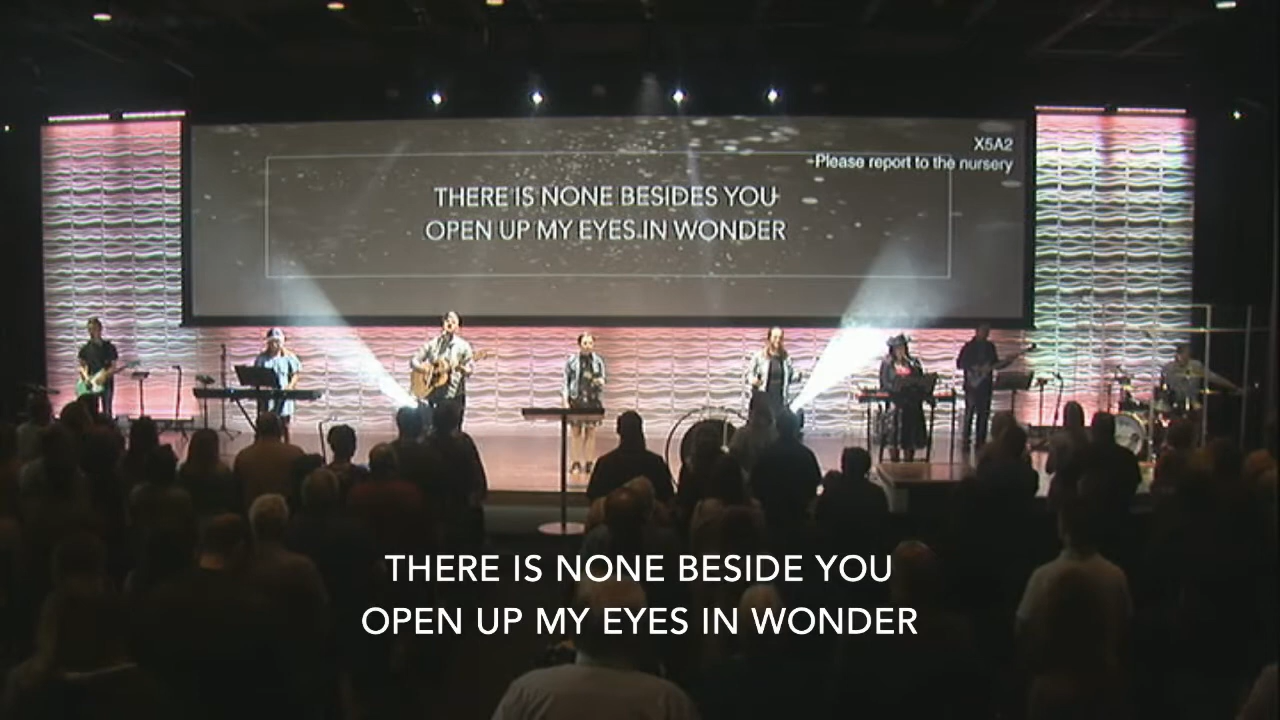 X5A2
-Please report to the nursery
THERE IS NONE BESIDES YOU
OPEN UP MY EYES IN WONDER
THERE IS NONE BESIDE YOU
OPEN UP MY EYES IN WONDER